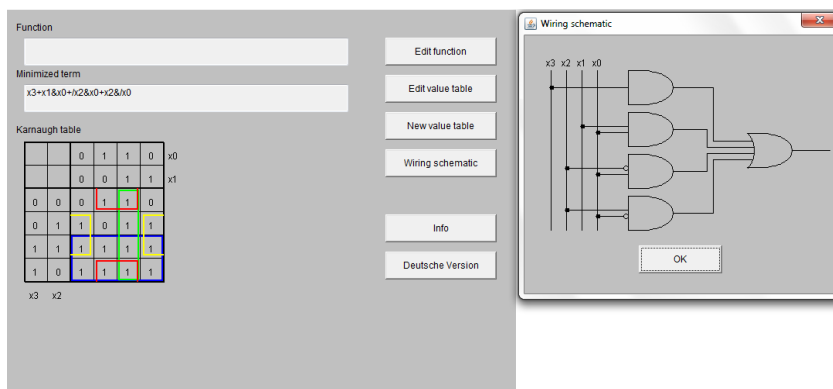 Function
Edit function
Minimized term
x3+x1&x0+/x2&x0+x2&/x0
Edit value table
New value table
Karnaugh table
0 1 1 0 x0
0 0 1 1 x1
0 0 0 1 1 0
0 1 1 0 1 1
1 1 1 1 1 1
1 0 1 1 1 1
x3 x2
Wiring schematic
Info
Deutsche Version
Wiring schematic
x
x3 x2 x1 x0
OK